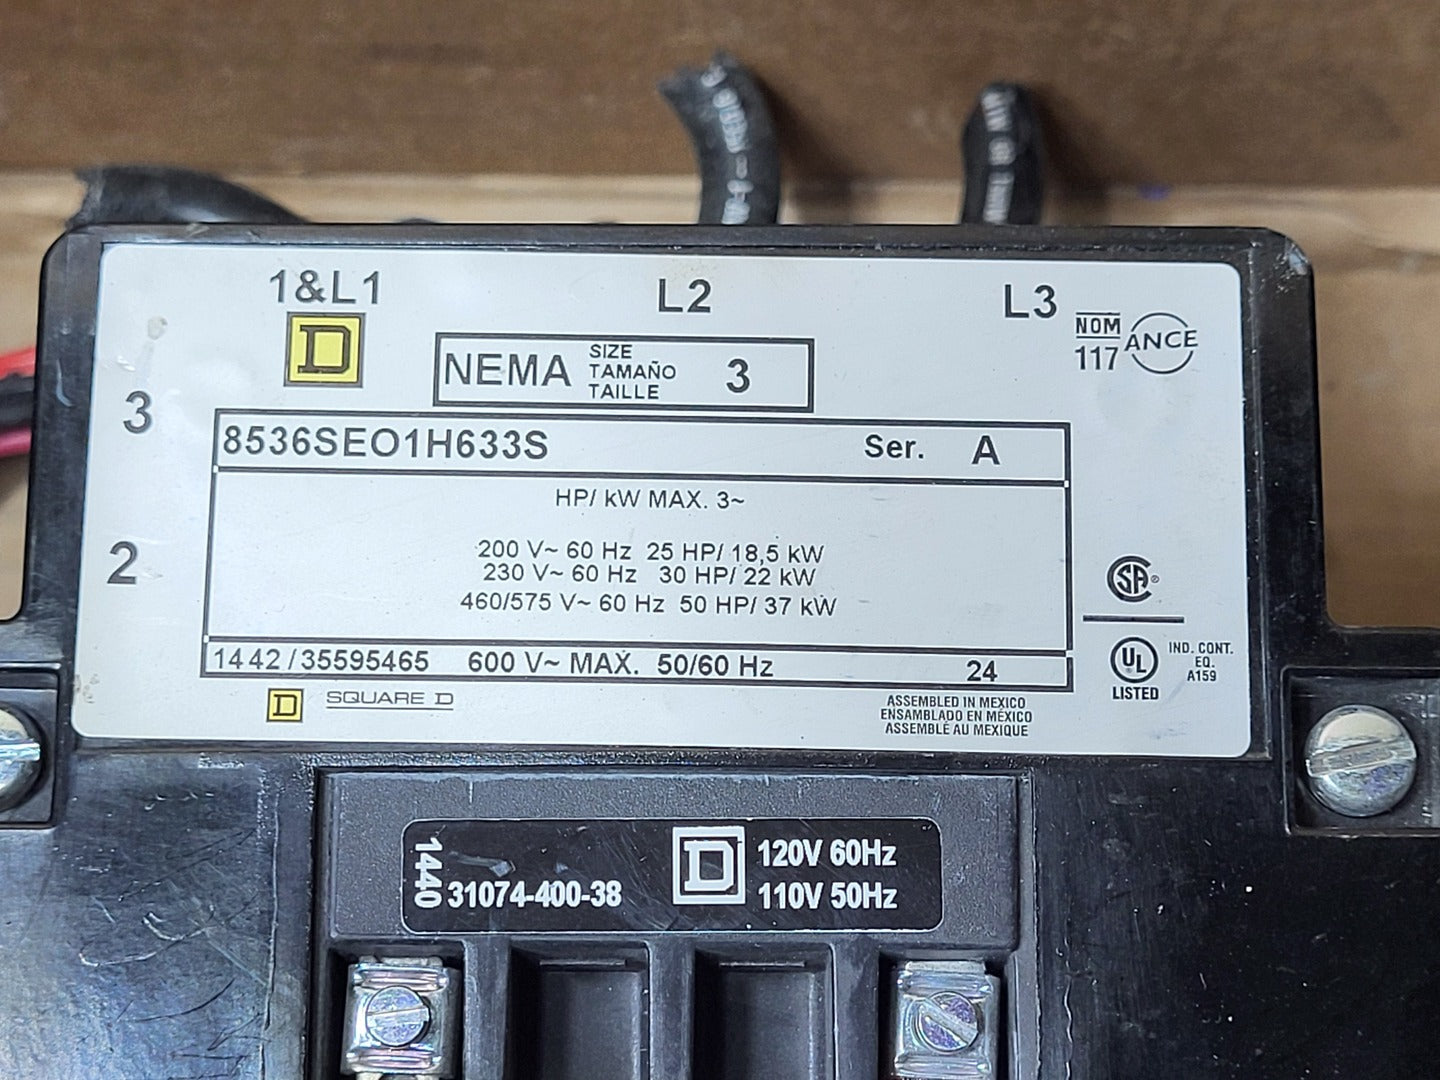 1&L1 L2 L3
D
NEMA SIZE TAMAÑO TAILLE 3
NOM
117 ANCE
3
8536SEO1H633S Ser. A
HP/ kW MAX. 3~
2
200 V~ 60 Hz 25 HP/ 18,5 kW
230 V~ 60 Hz 30 HP/ 22 kW
460/575 V~ 60 Hz 50 HP/ 37 kW
SA®
1442/35595465 600 V~ MAX. 50/60 Hz 24
UL
LISTED
IND. CONT.
EQ.
A159
D SQUARE D
ASSEMBLED IN MEXICO
ENSAMBLADO EN MÉXICO
ASSEMBLÉ AU MEXIQUE
1440
31074-400-38
D
120V 60Hz
110V 50Hz